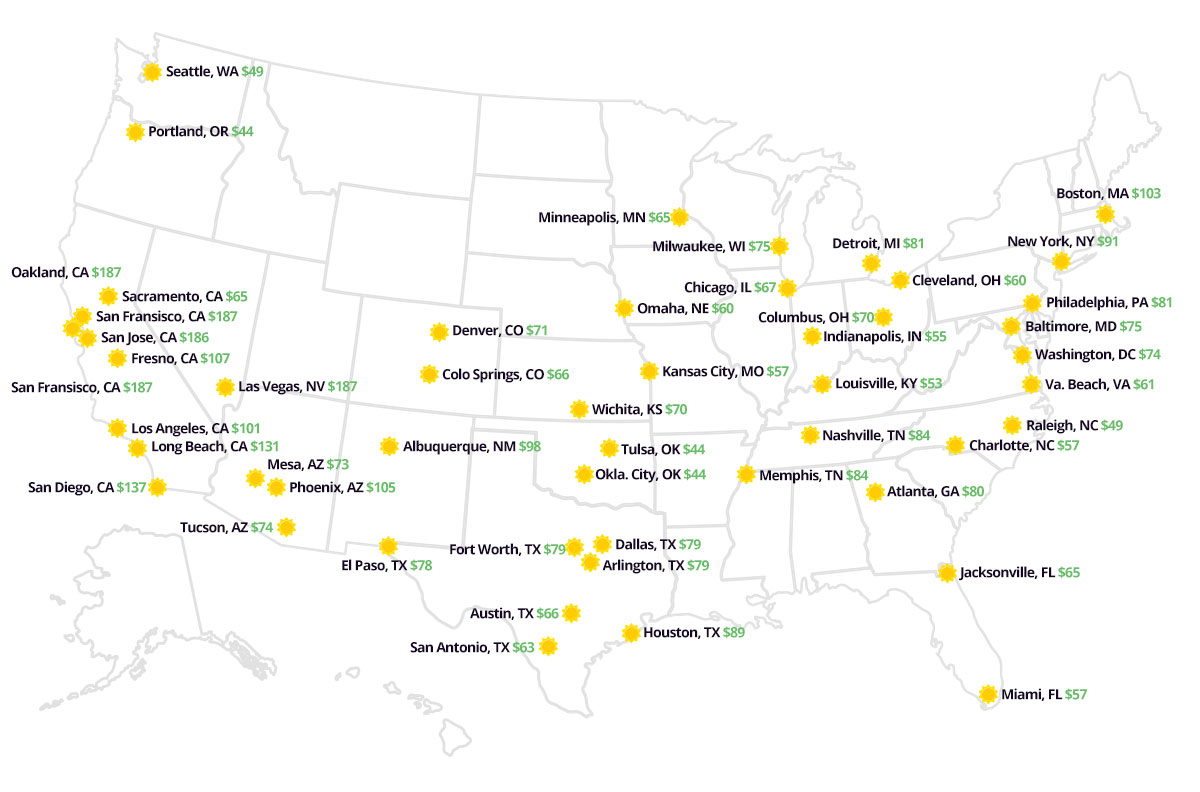 Seattle, WA $49
Portland, OR $44
Boston, MA $103
Minneapolis, MN $65
Milwaukee, WI $75
Detroit, MI $81
New York, NY $91
Oakland, CA $187
Cleveland, OH $60
Chicago, IL $67
Sacramento, CA $65
Philadelphia, PA $81
Omaha, NE $60
San Fransisco, CA $187
Columbus, OH $70
Baltimore, MD $75
Denver, CO $71
San Jose, CA $186
Indianapolis, IN $55
Washington, DC $74
Fresno, CA $107
Kansas City, MO $57
Colo Springs, CO $66
Louisville, KY $53
Va. Beach, VA $61
San Fransisco, CA $187
Las Vegas, NV $187
Wichita, KS $70
Raleigh, NC $49
Los Angeles, CA $101
Nashville, TN $84
Charlotte, NC $57
Long Beach, CA $131
Albuquerque, NM $98
Tulsa, OK $44
Mesa, AZ $73
Okla. City, OK $44
Memphis, TN $84
San Diego, CA $137
Phoenix, AZ $105
Atlanta, GA $80
Tucson, AZ $74
Fort Worth, TX $79
Dallas, TX $79
El Paso, TX $78
Arlington, TX $79
Jacksonville, FL $65
Austin, TX $66
Houston, TX $89
San Antonio, TX $63
Miami, FL $57